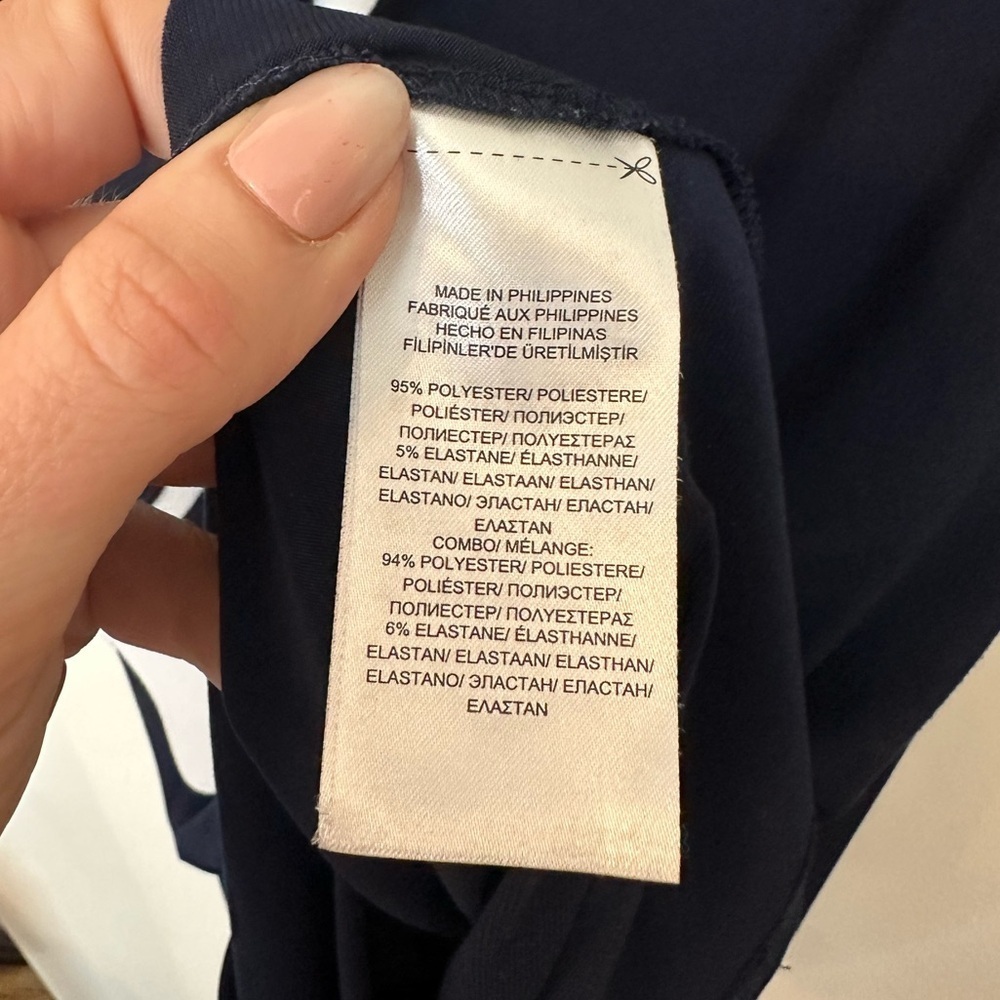 MADE IN PHILIPPINES
FABRIQUÉ AUX PHILIPPINES
HECHO EN FILIPINAS
FİLİPİNLER'DE ÜRETİLMİŞTİR
95% POLYESTER/ POLIESTERE/
POLIÉSTER/ ПОЛИЭСТЕР/
ПОЛИЕСТЕР/ ΠΟΛΥΕΣΤΕΡΑΣ
5% ELASTANE/ ÉLASTHANNE/
ELASTAN/ ELASTAAN/ ELASTHAN/
ELASTANO/ ЭЛАСТАН/ ЕЛАСТАН/
ΕΛΑΣΤΑΝ
COMBO/ MÉLANGE:
94% POLYESTER/ POLIESTERE/
POLIÉSTER/ ПОЛИЭСТЕР/
ПОЛИЕСТЕР/ ΠΟΛΥΕΣΤΕΡΑΣ
6% ELASTANE/ ÉLASTHANNE/
ELASTAN/ ELASTAAN/ ELASTHAN/
ELASTANO/ ЭЛАСТАН/ ЕЛАСТАН/
ΕΛΑΣΤΑΝ